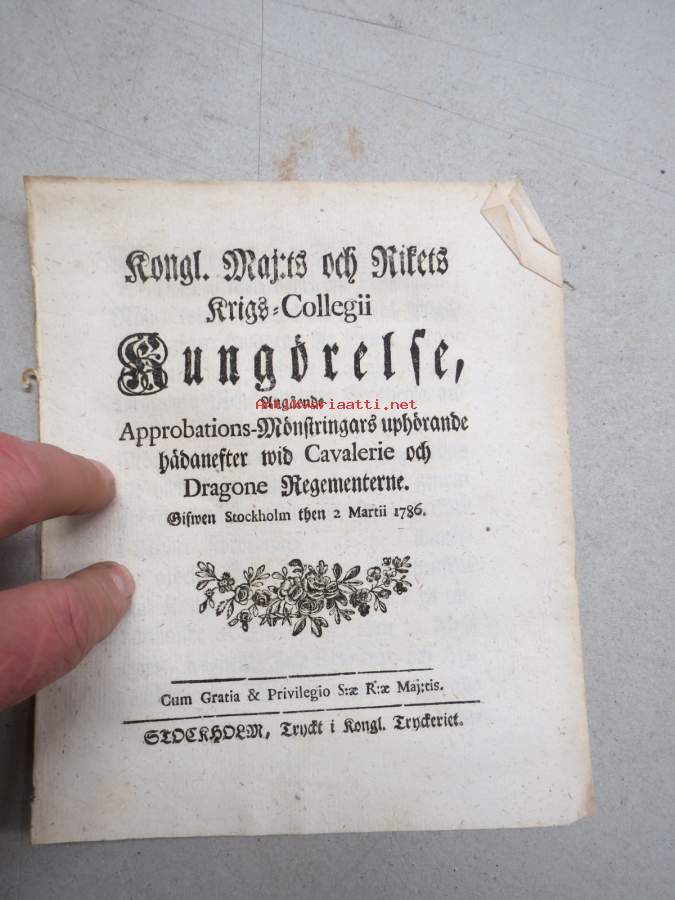 Kongl. Maj:ts och Rikets
Krigs-Collegii
Kungörelse,
Angående
Antikvariaatti.net
Approbations-Mönstringars uphörande
hädanefter wid Cavalerie och
Dragone Regementerne.
Gifwen Stockholm then 2 Martii 1786.
Cum Gratia & Privilegio S:æ R:æ Maj:tis.
STOCKHOLM, Tryckt i Kongl. Tryckeriet.